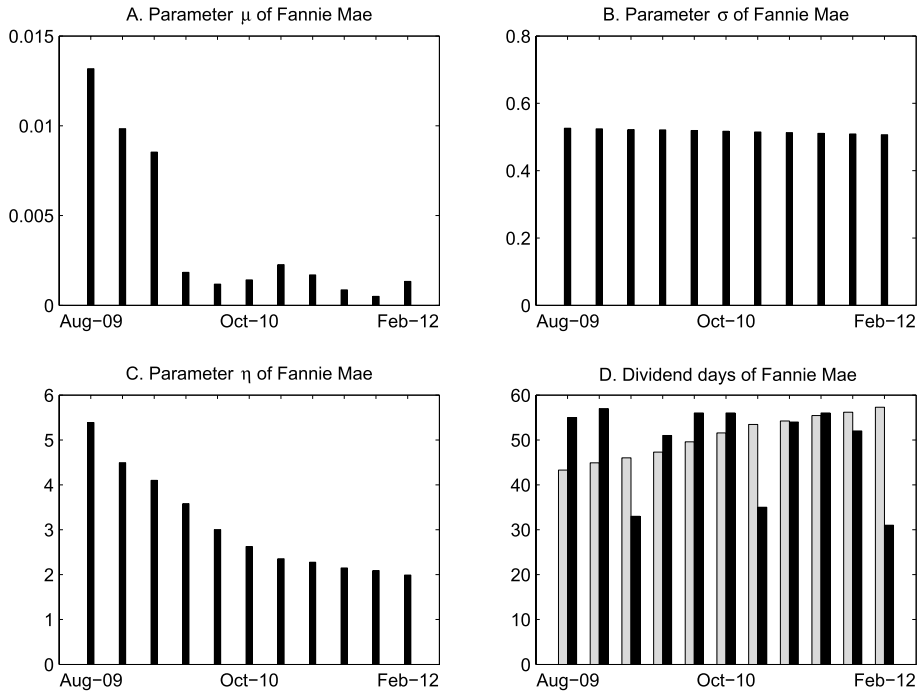 A. Parameter μ of Fannie Mae
0.015
0.01
0.005
0
Aug−09 Oct−10 Feb−12
B. Parameter σ of Fannie Mae
0.8
0.6
0.4
0.2
0
Aug−09 Oct−10 Feb−12
C. Parameter η of Fannie Mae
6
5
4
3
2
1
0
Aug−09 Oct−10 Feb−12
D. Dividend days of Fannie Mae
60
50
40
30
20
10
0
Aug−09 Oct−10 Feb−12